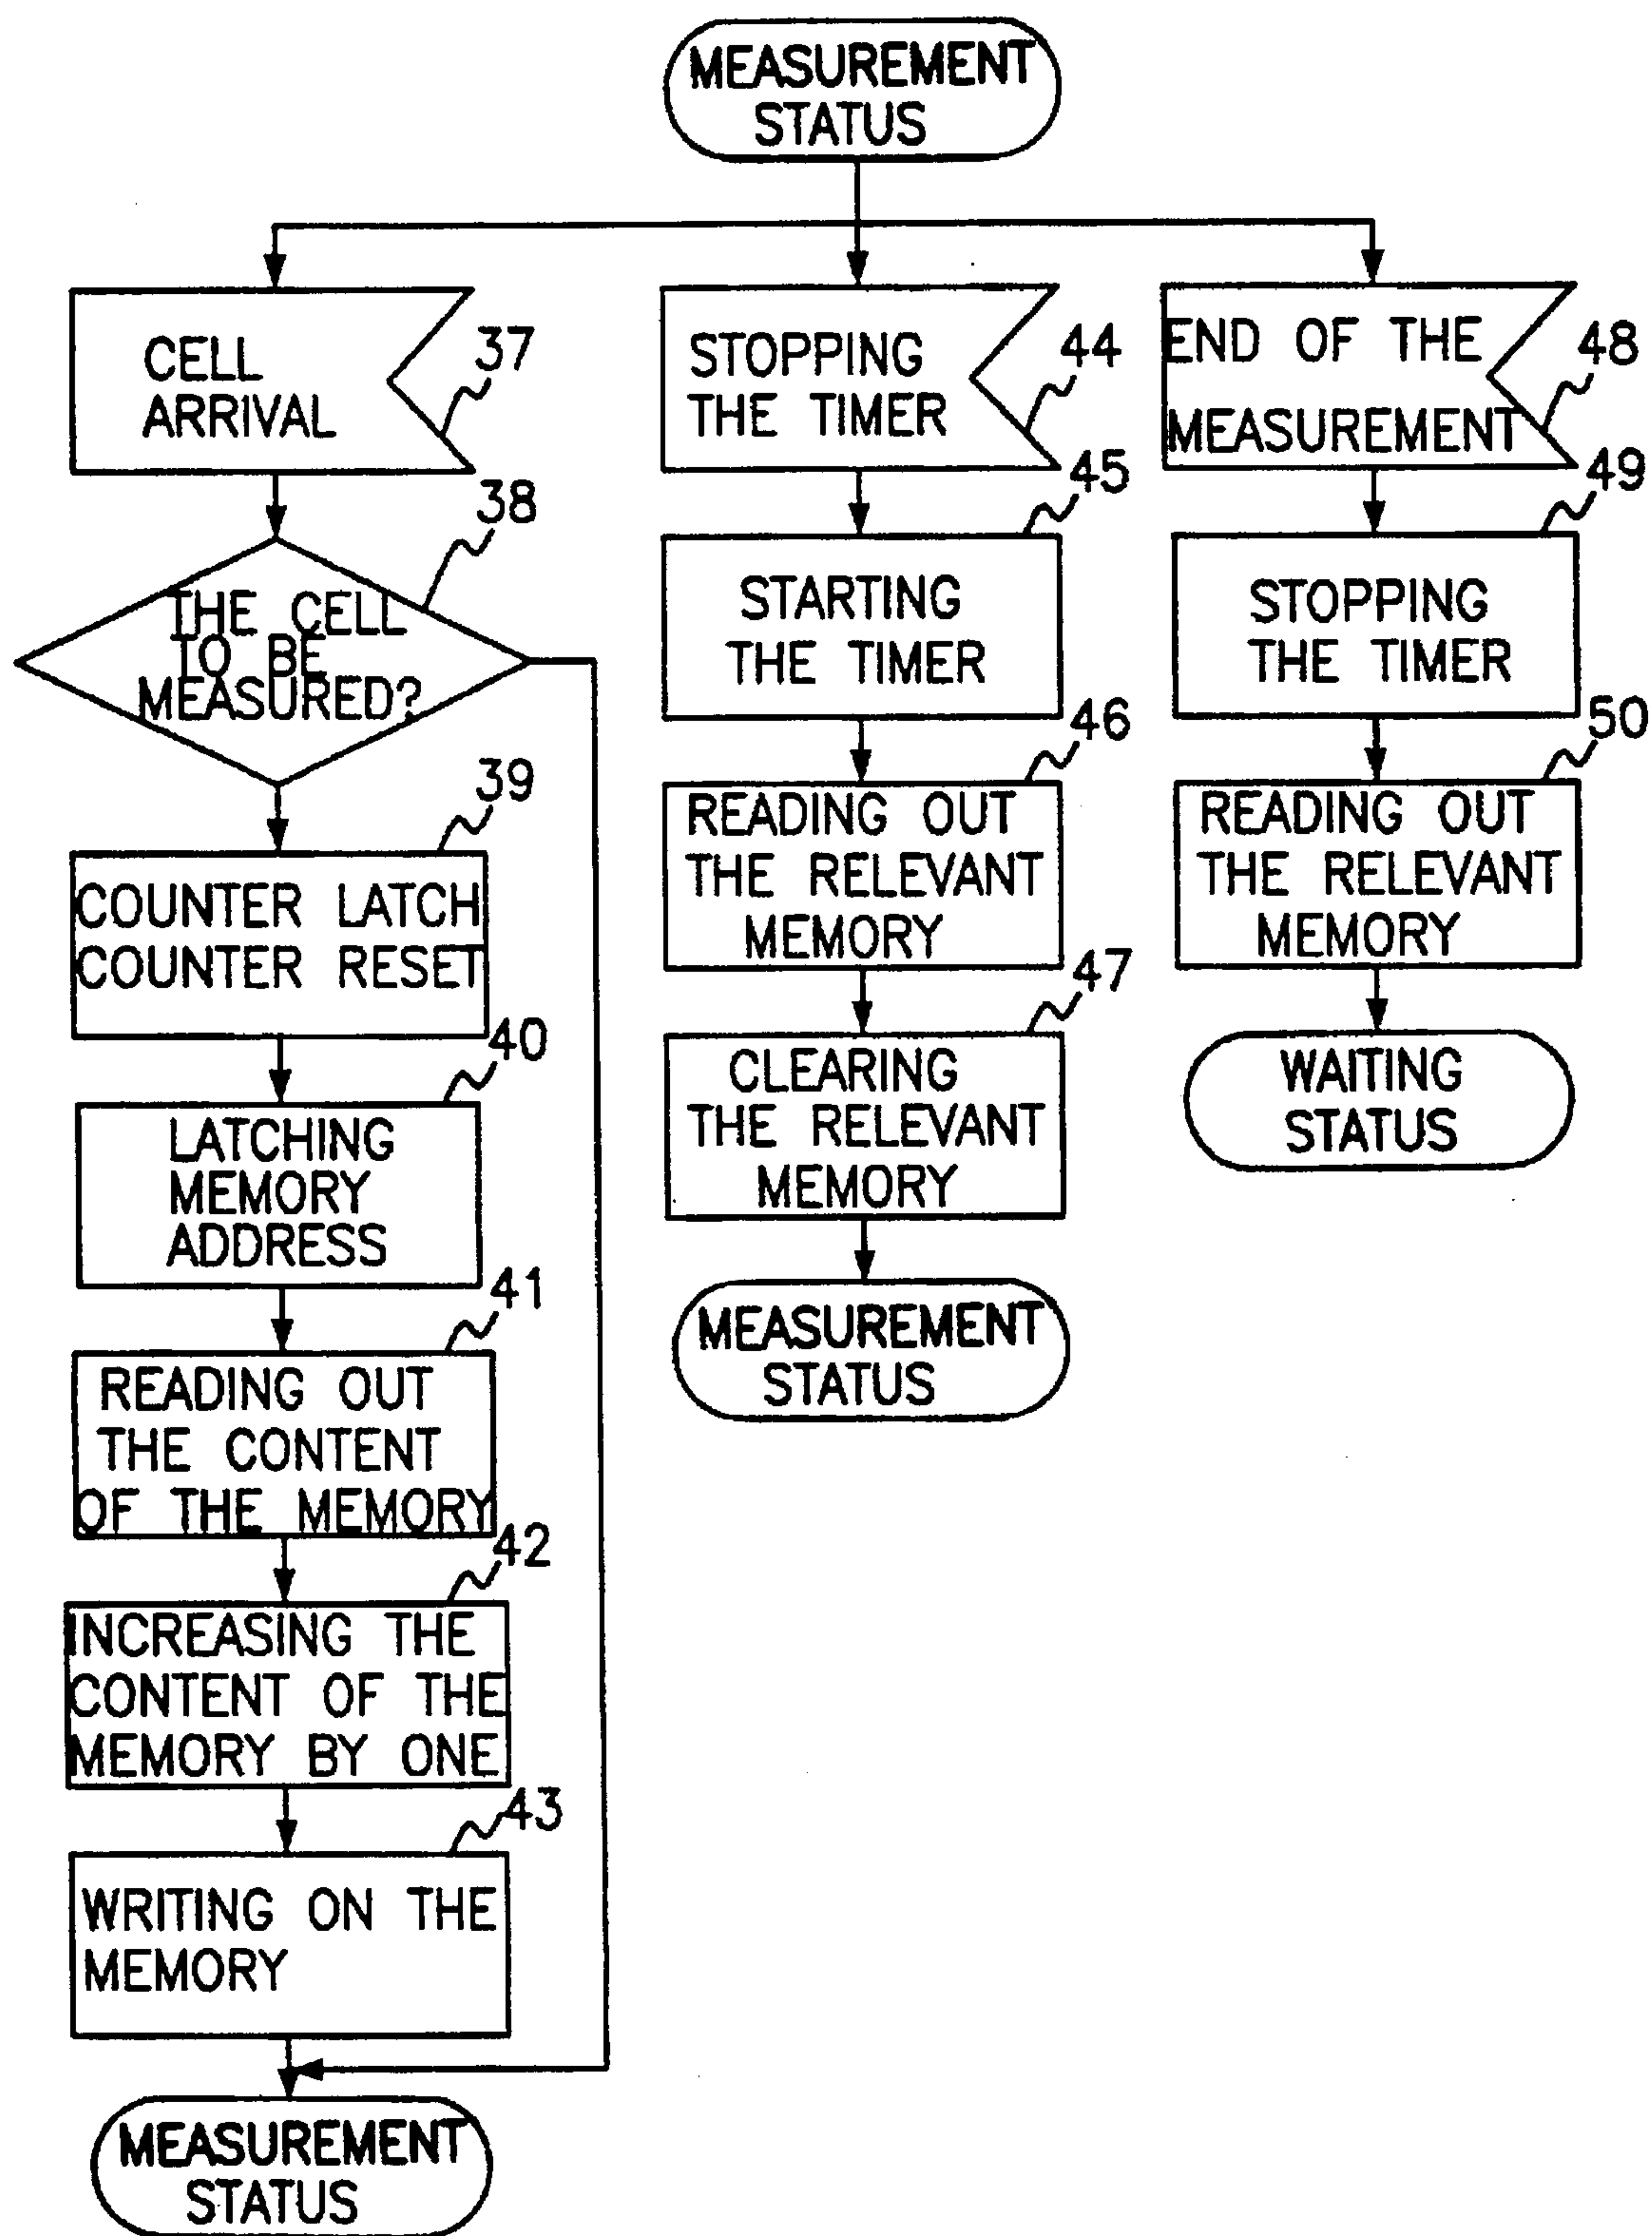 MEASUREMENT
STATUS
CELL
ARRIVAL
37
THE CELL
TO BE
MEASURED?
38
COUNTER LATCH
COUNTER RESET
39
LATCHING
MEMORY
ADDRESS
40
READING OUT
THE CONTENT
OF THE MEMORY
41
INCREASING THE
CONTENT OF THE
MEMORY BY ONE
42
WRITING ON THE
MEMORY
43
MEASUREMENT
STATUS
STOPPING
THE TIMER
44
STARTING
THE TIMER
45
READING OUT
THE RELEVANT
MEMORY
46
CLEARING
THE RELEVANT
MEMORY
47
MEASUREMENT
STATUS
END OF THE
MEASUREMENT
48
STOPPING
THE TIMER
49
READING OUT
THE RELEVANT
MEMORY
50
WAITING
STATUS